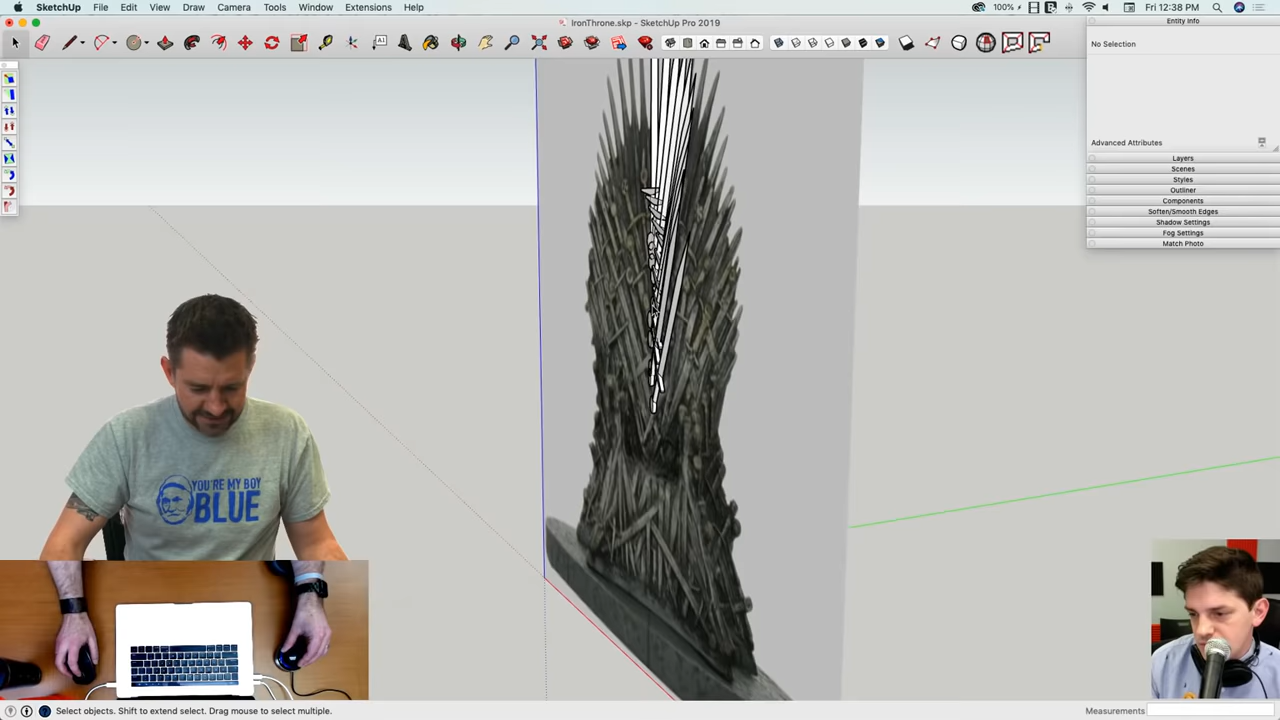 SketchUp File Edit View Draw Camera Tools Window Extensions Help 100% Fri 12:38 PM
IronThrone.skp - SketchUp Pro 2019
Entity Info
No Selection
Advanced Attributes
Layers
Scenes
Styles
Outliner
Components
Soften/Smooth Edges
Shadow Settings
Fog Settings
Match Photo
YOU'RE MY BOY
BLUE
Select objects. Shift to extend select. Drag mouse to select multiple.
Measurements